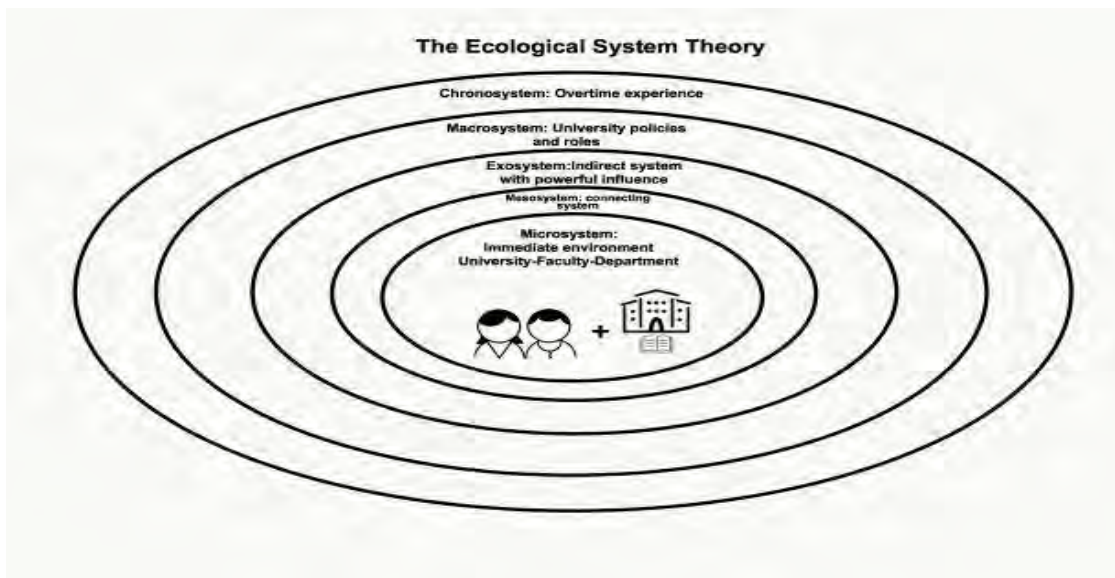 The Ecological System Theory
Chronosystem: Overtime experience
Macrosystem: University policies
and roles
Exosystem:Indirect system
with powerful influence
Mesosystem: connecting
system
Microsystem:
Immediate environment
University-Faculty-Department
+